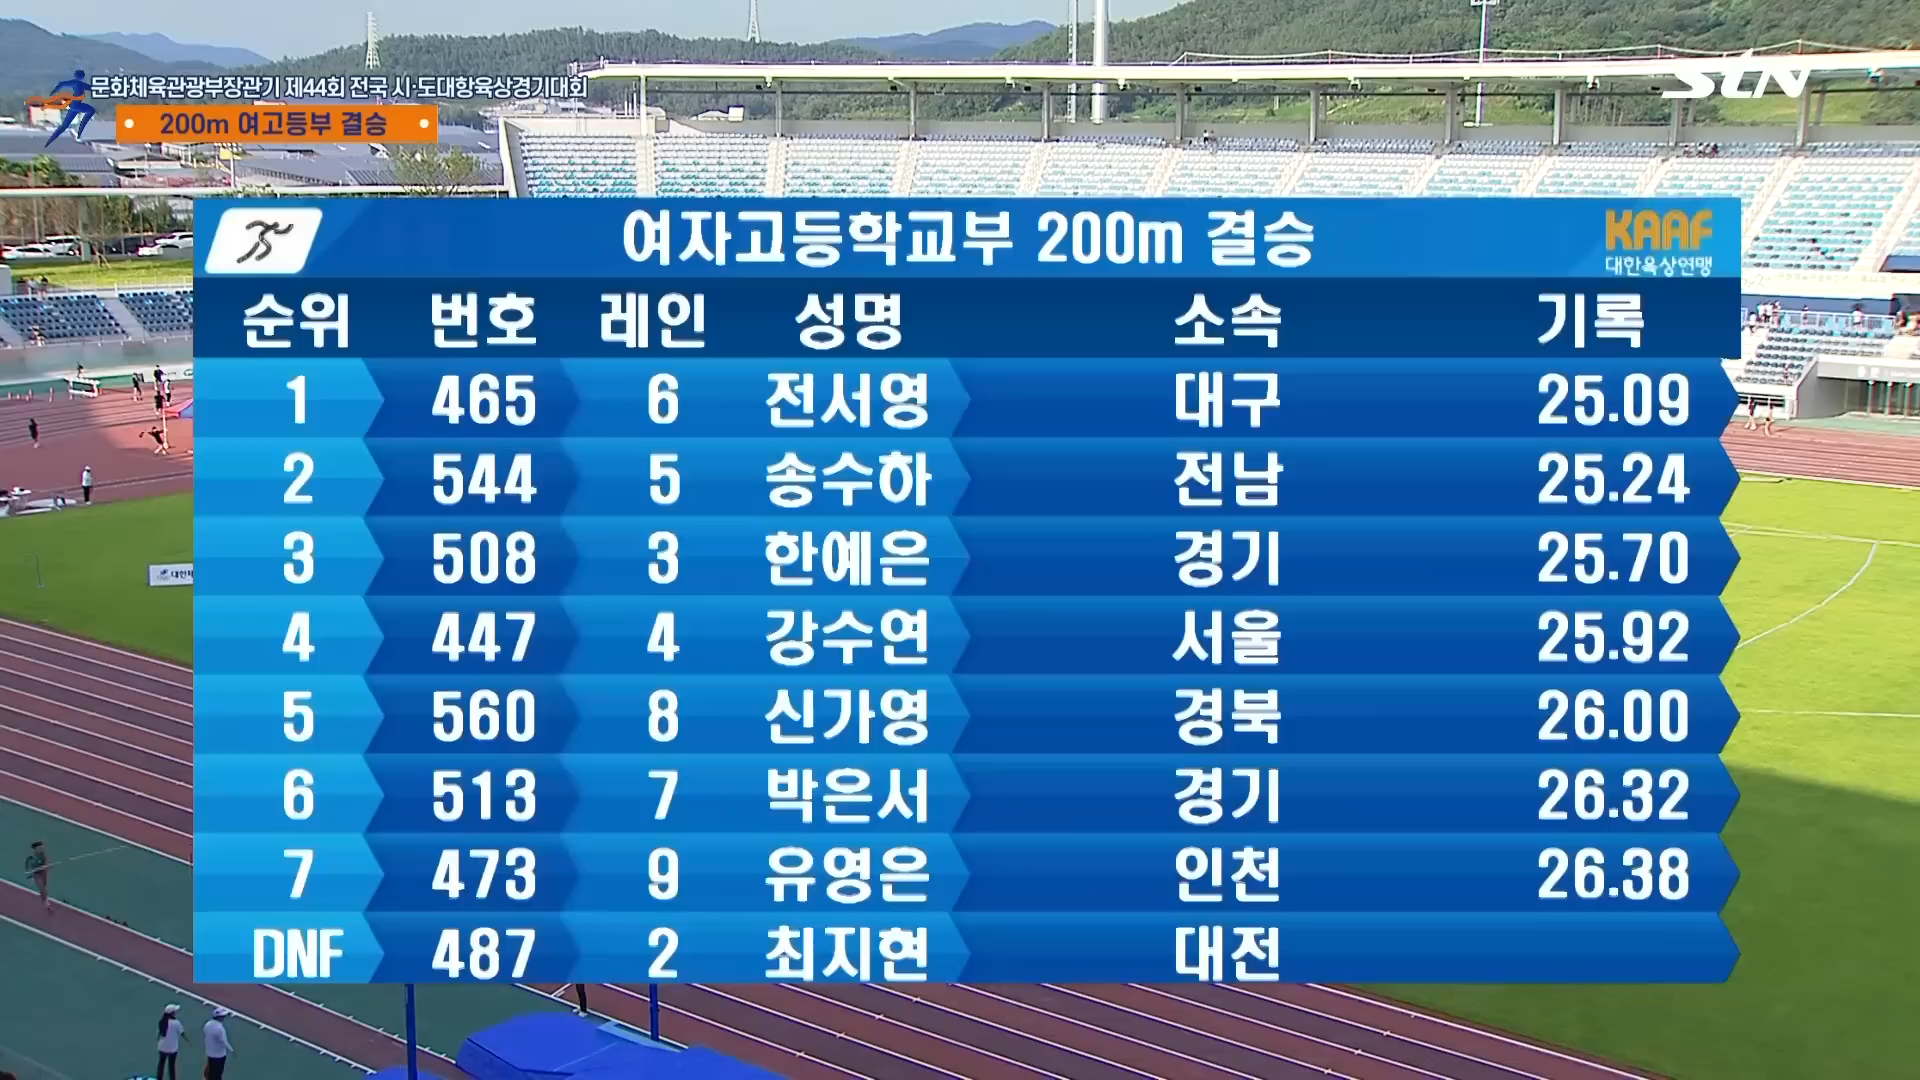 문화체육관광부장관기 제44회 전국 시·도대항육상경기대회
200m 여고등부 결승
STN
여자고등학교부 200m 결승
KAAF
대한육상연맹
순위 번호 레인 성명 소속 기록
1 465 6 전서영 대구 25.09
2 544 5 송수하 전남 25.24
3 508 3 한예은 경기 25.70
4 447 4 강수연 서울 25.92
5 560 8 신가영 경북 26.00
6 513 7 박은서 경기 26.32
7 473 9 유영은 인천 26.38
DNF 487 2 최지현 대전